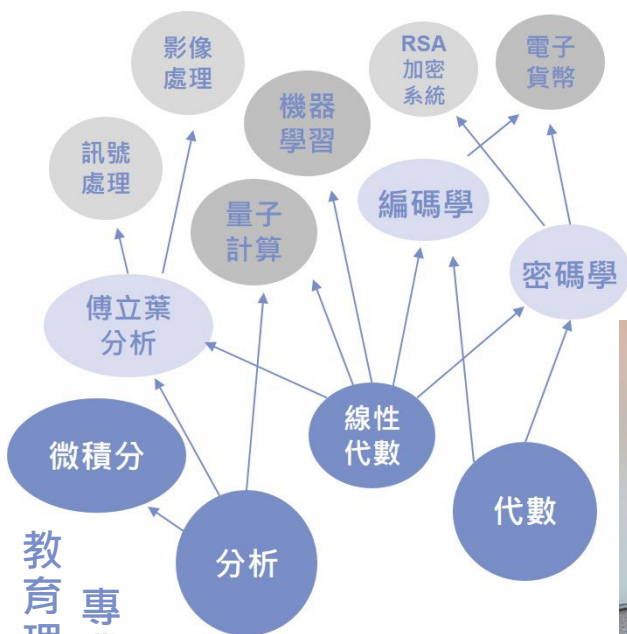 影像
處理
RSA
加密
系統
電子
貨幣
機器
學習
訊號
處理
編碼學
量子
計算
密碼學
傅立葉
分析
線性
代數
微積分
代數
分析
教育
專